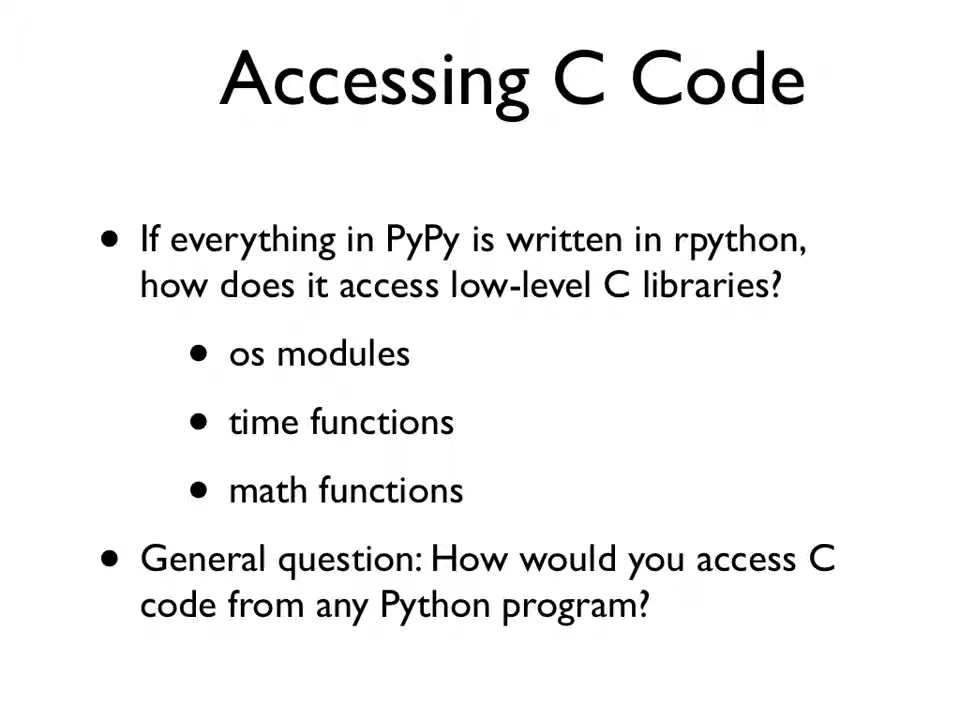 Accessing C Code
• If everything in PyPy is written in rpython,
how does it access low-level C libraries?
• os modules
• time functions
• math functions
• General question: How would you access C
code from any Python program?